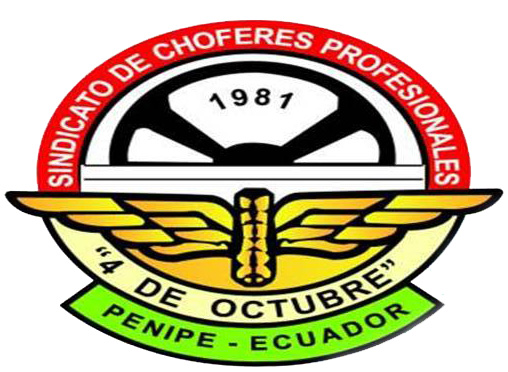 SINDICATO DE CHOFERES PROFESIONALES
1981
“4 DE OCTUBRE”
PENIPE - ECUADOR